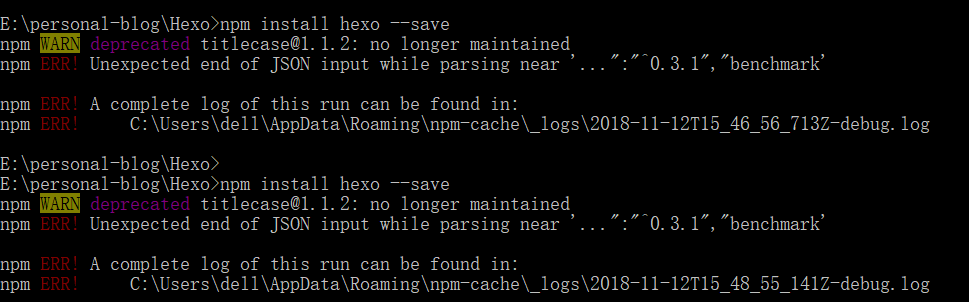 E:\personal-blog\Hexo>npm install hexo --save
npm WARN deprecated titlecase@1.1.2: no longer maintained
npm ERR! Unexpected end of JSON input while parsing near '...":"^0.3.1","benchmark'
npm ERR! A complete log of this run can be found in:
npm ERR!     C:\Users\dell\AppData\Roaming\npm-cache\_logs\2018-11-12T15_46_56_713Z-debug.log
E:\personal-blog\Hexo>
E:\personal-blog\Hexo>npm install hexo --save
npm WARN deprecated titlecase@1.1.2: no longer maintained
npm ERR! Unexpected end of JSON input while parsing near '...":"^0.3.1","benchmark'
npm ERR! A complete log of this run can be found in:
npm ERR!     C:\Users\dell\AppData\Roaming\npm-cache\_logs\2018-11-12T15_48_55_141Z-debug.log